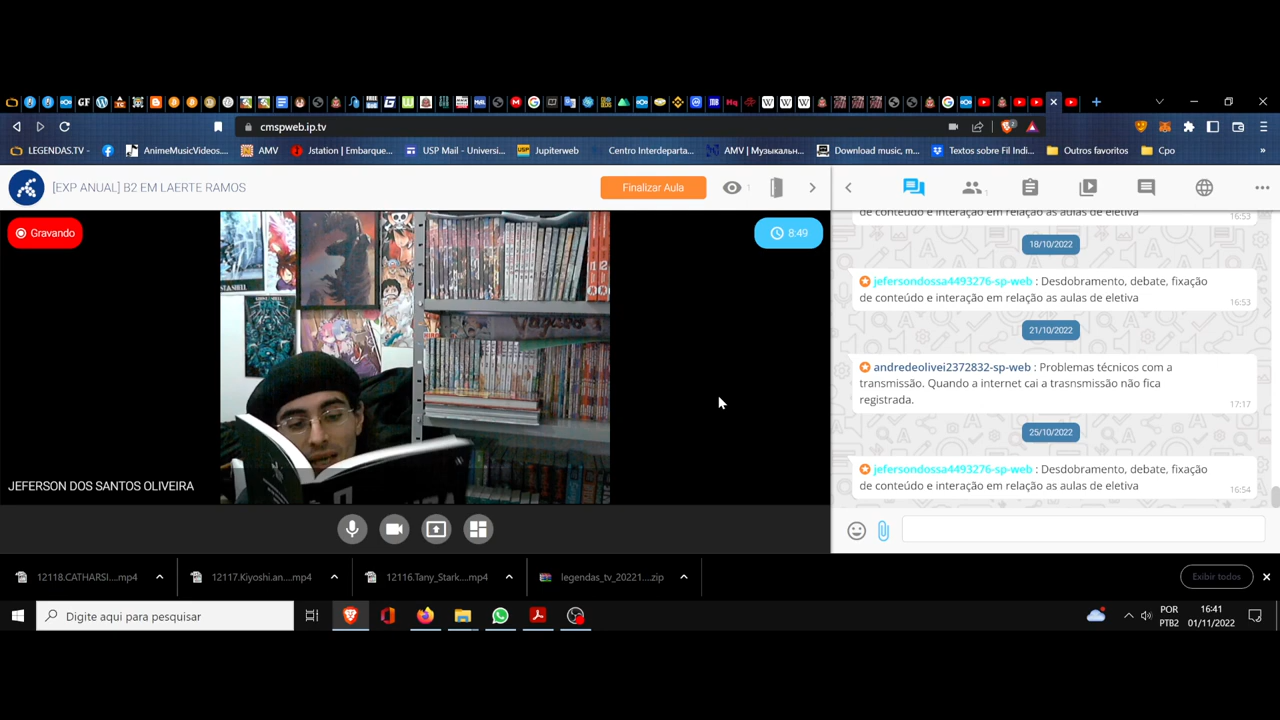 cmspweb.ip.tv
2
LEGENDAS.TV
AnimeMusicVideos...
AMV
Jstation | Embarque...
USP Mail - Universi...
Jupiterweb
Centro Interdeparta...
AMV | Музыкальн...
Download music, m...
Textos sobre Fil Indi...
Outros favoritos
Cpo
[EXP ANUAL] B2 EM LAERTE RAMOS
Finalizar Aula
1
1
Gravando
8:49
JEFERSON DOS SANTOS OLIVEIRA
de conteúdo e interação em relação as aulas de eletiva
16:53
18/10/2022
jefersondossa4493276-sp-web : Desdobramento, debate, fixação
de conteúdo e interação em relação as aulas de eletiva
16:53
21/10/2022
andredeolivei2372832-sp-web : Problemas técnicos com a
transmissão. Quando a internet cai a trasnsmissão não fica
registrada.
17:17
25/10/2022
jefersondossa4493276-sp-web : Desdobramento, debate, fixação
de conteúdo e interação em relação as aulas de eletiva
16:54
12118.CATHARSI....mp4
12117.Kiyoshi.an....mp4
12116.Tany_Stark....mp4
legendas_tv_20221....zip
Exibir todos
Digite aqui para pesquisar
POR
PTB2
16:41
01/11/2022